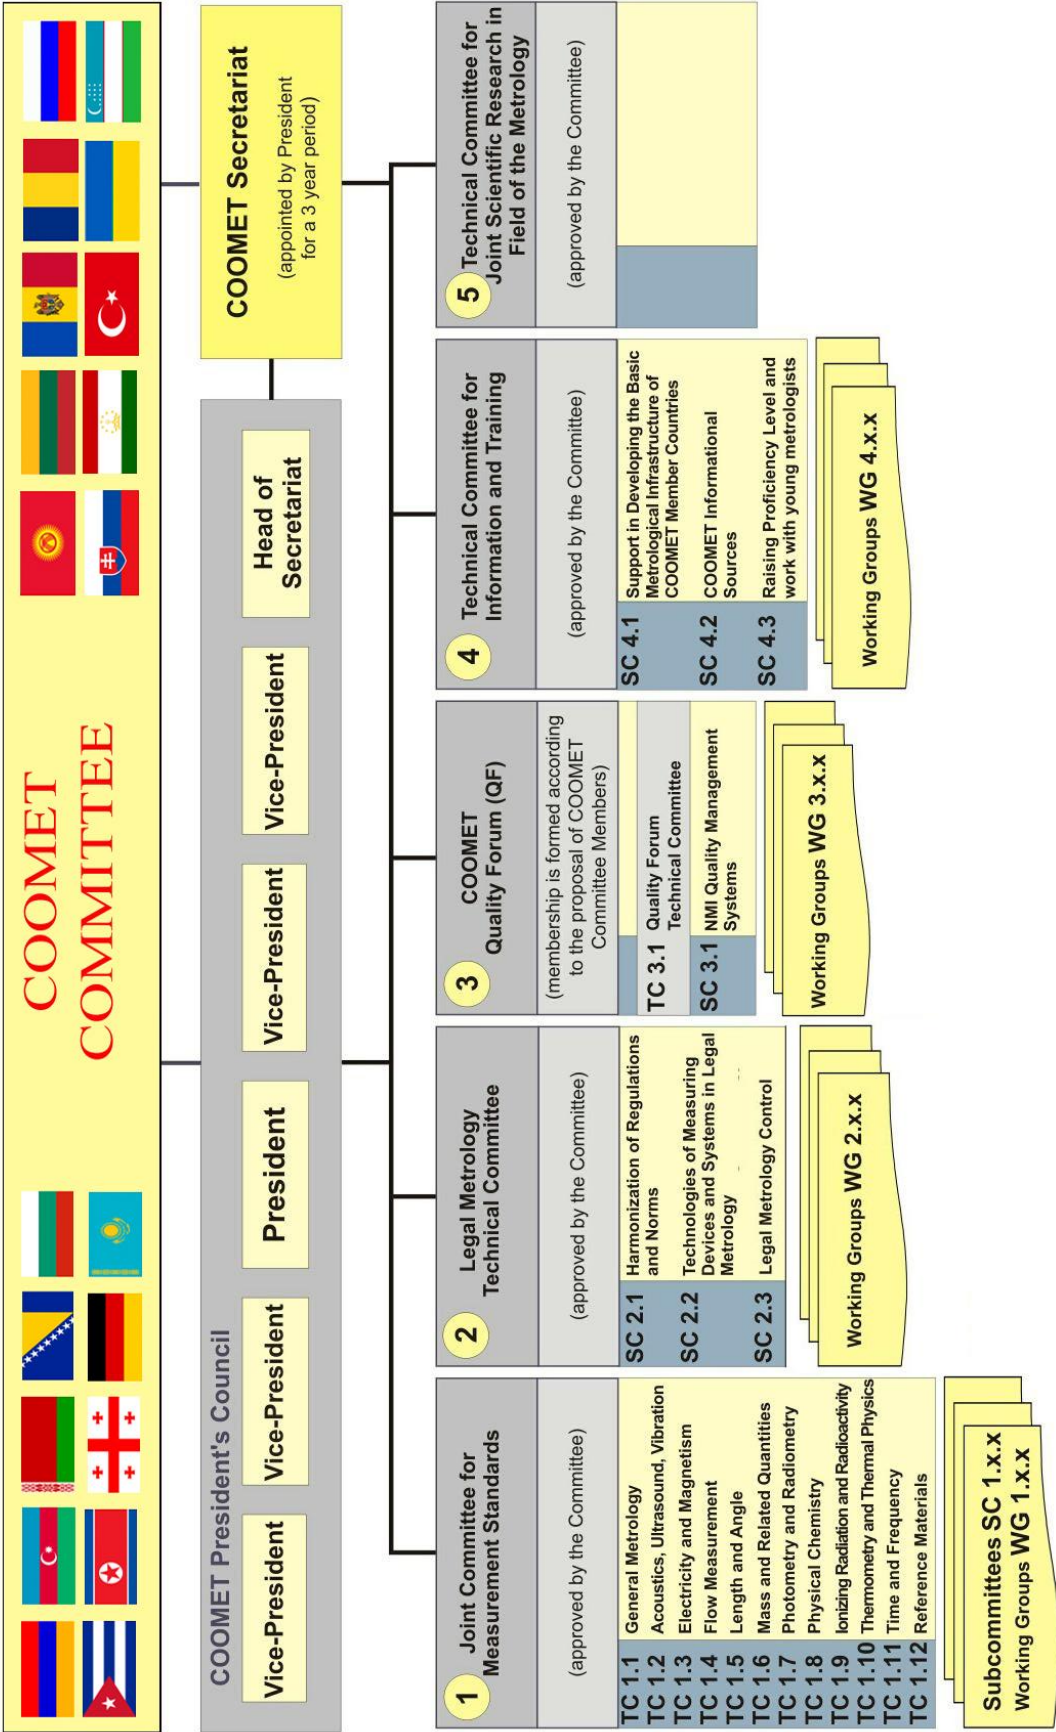 COOMET
COMMITTEE
COOMET President's Council
Vice-President
Vice-President
President
Vice-President
Vice-President
Head of
Secretariat
COOMET Secretariat
(appointed by President
for a 3 year period)
1
Joint Committee for
Measurement Standards
(approved by the Committee)
TC 1.1 General Metrology
TC 1.2 Acoustics, Ultrasound, Vibration
TC 1.3 Electricity and Magnetism
TC 1.4 Flow Measurement
TC 1.5 Length and Angle
TC 1.6 Mass and Related Quantities
TC 1.7 Photometry and Radiometry
TC 1.8 Physical Chemistry
TC 1.9 Ionizing Radiation and Radioactivity
TC 1.10 Thermometry and Thermal Physics
TC 1.11 Time and Frequency
TC 1.12 Reference Materials
Subcommittees SC 1.x.x
Working Groups WG 1.x.x
2
Legal Metrology
Technical Committee
(approved by the Committee)
SC 2.1 Harmonization of Regulations
and Norms
SC 2.2 Technologies of Measuring
Devices and Systems in Legal
Metrology
SC 2.3 Legal Metrology Control
Working Groups WG 2.x.x
3
COOMET
Quality Forum (QF)
(membership is formed according
to the proposal of COOMET
Committee Members)
TC 3.1 Quality Forum
Technical Committee
SC 3.1 NMI Quality Management
Systems
Working Groups WG 3.x.x
4
Technical Committee for
Information and Training
(approved by the Committee)
SC 4.1 Support in Developing the Basic
Metrological Infrastructure of
COOMET Member Countries
SC 4.2 COOMET Informational
Sources
SC 4.3 Raising Proficiency Level and
work with young metrologists
Working Groups WG 4.x.x
5
Technical Committee for
Joint Scientific Research in
Field of the Metrology
(approved by the Committee)